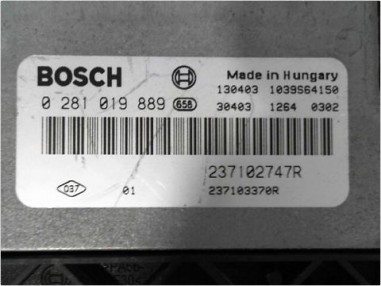 BOSCH Made in Hungary
130403 1039S64150
0 281 019 889 658 30403 1264 0302
237102747R
D37 01 237103370R